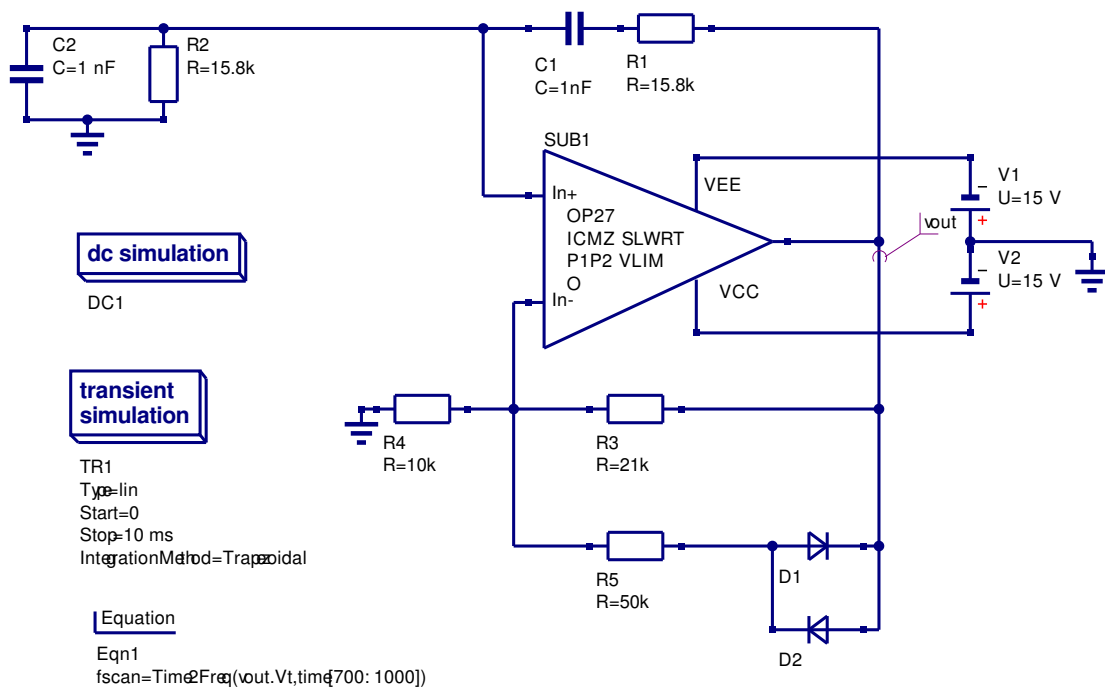 C2
C=1 nF
R2
R=15.8k
C1
C=1nF
R1
R=15.8k
SUB1
In+
OP27
ICMZ SLWRT
P1P2 VLIM
O
In-
VEE
VCC
vout
V1
U=15 V
V2
U=15 V
−
+
−
+
dc simulation
DC1
R4
R=10k
R3
R=21k
R5
R=50k
D1
D2
transient
simulation
TR1
Type=lin
Start=0
Stop=10 ms
IntegrationMethod=Trapezoidal
Equation
Eqn1
fscan=Time2Freq(vout.Vt,time[700: 1000])